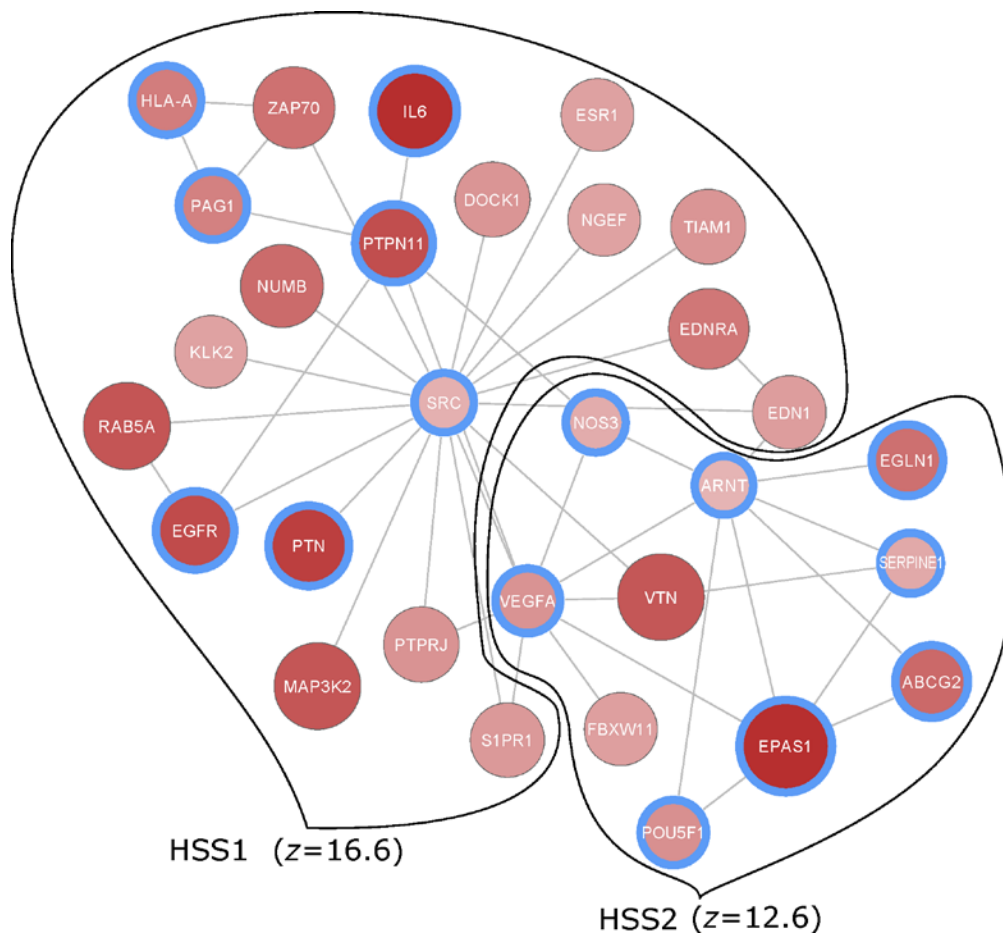 HLA-A
ZAP70
IL6
ESR1
PAG1
DOCK1
NGEF
TIAM1
PTPN11
NUMB
EDNRA
KLK2
SRC
NOS3
EDN1
RAB5A
EGLN1
ARNT
EGFR
PTN
SERPINE1
VEGFA
VTN
PTPRJ
MAP3K2
ABCG2
S1PR1
FBXW11
EPAS1
POU5F1
HSS1 (z=16.6)
HSS2 (z=12.6)